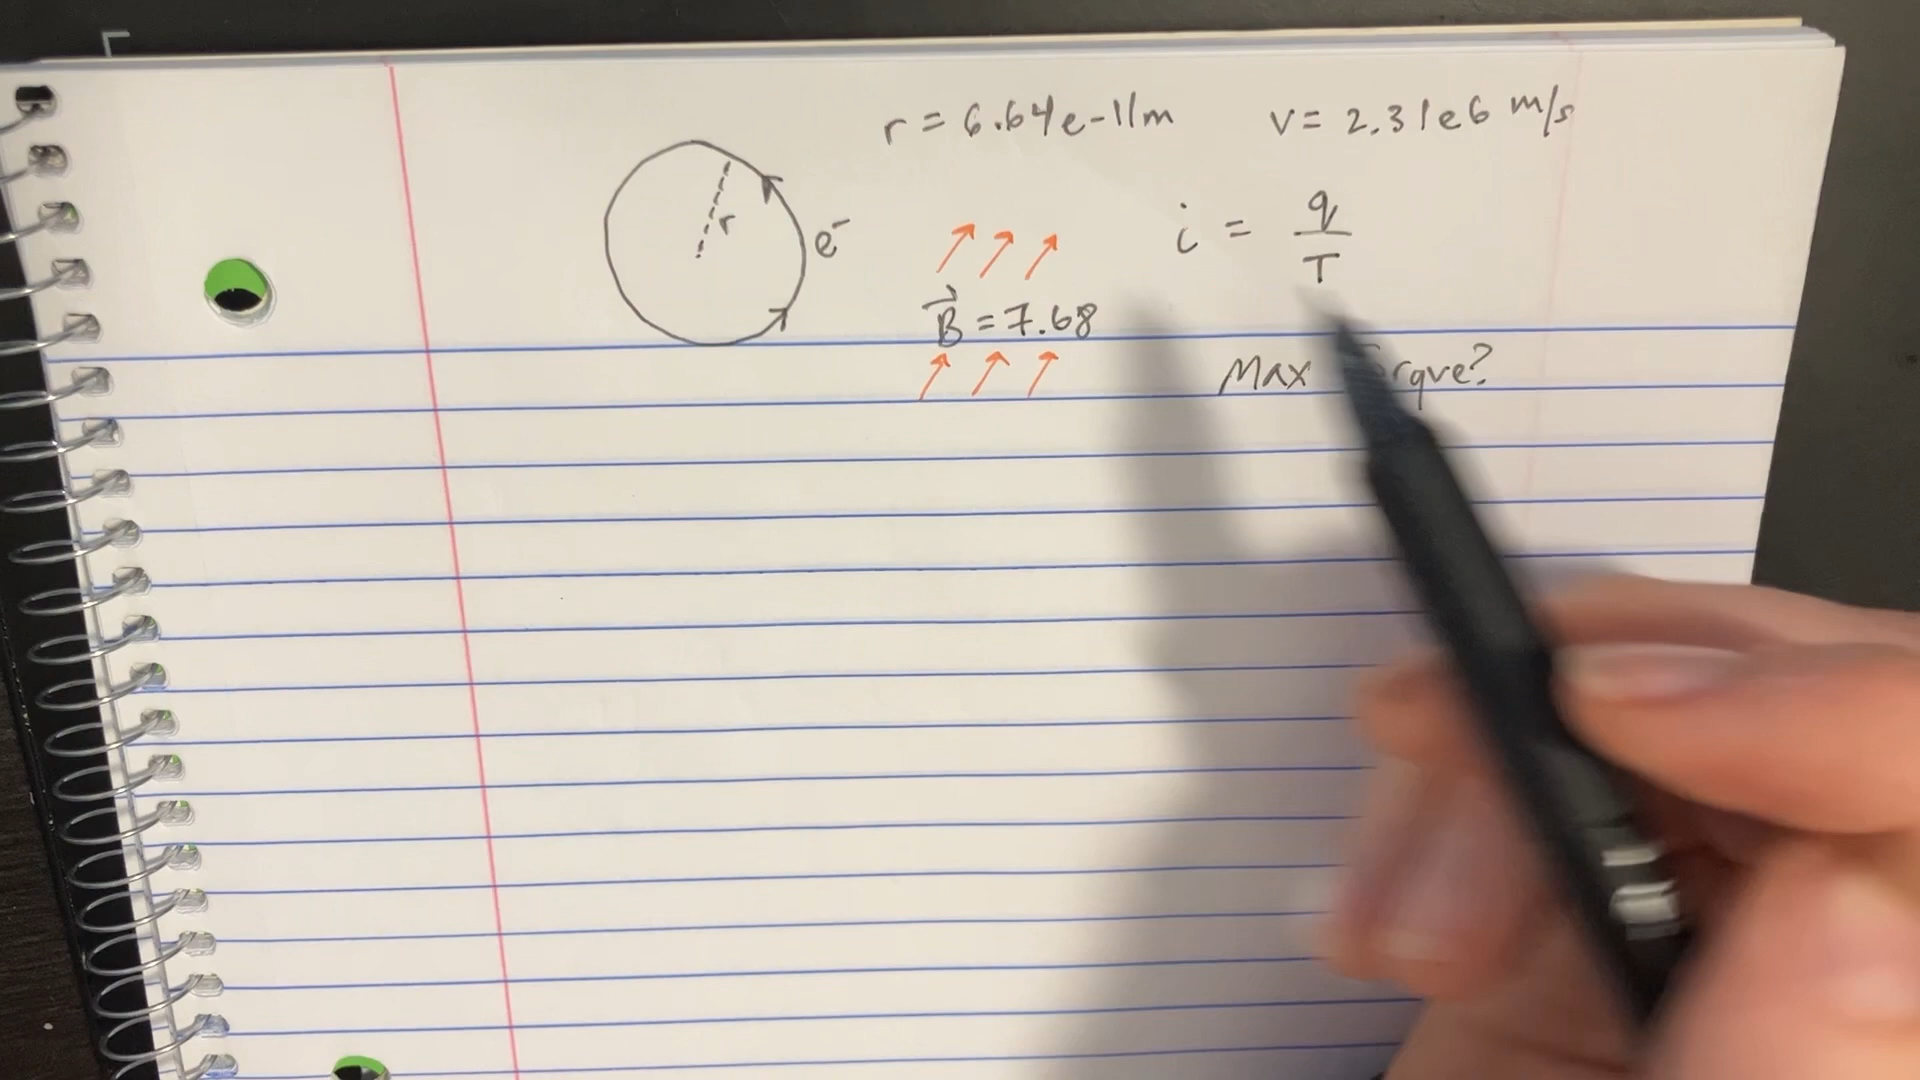 r = 6.64e-11m v = 2.31e6 m/s
r
e⁻
i = q/T
B⃗ = 7.68
Max